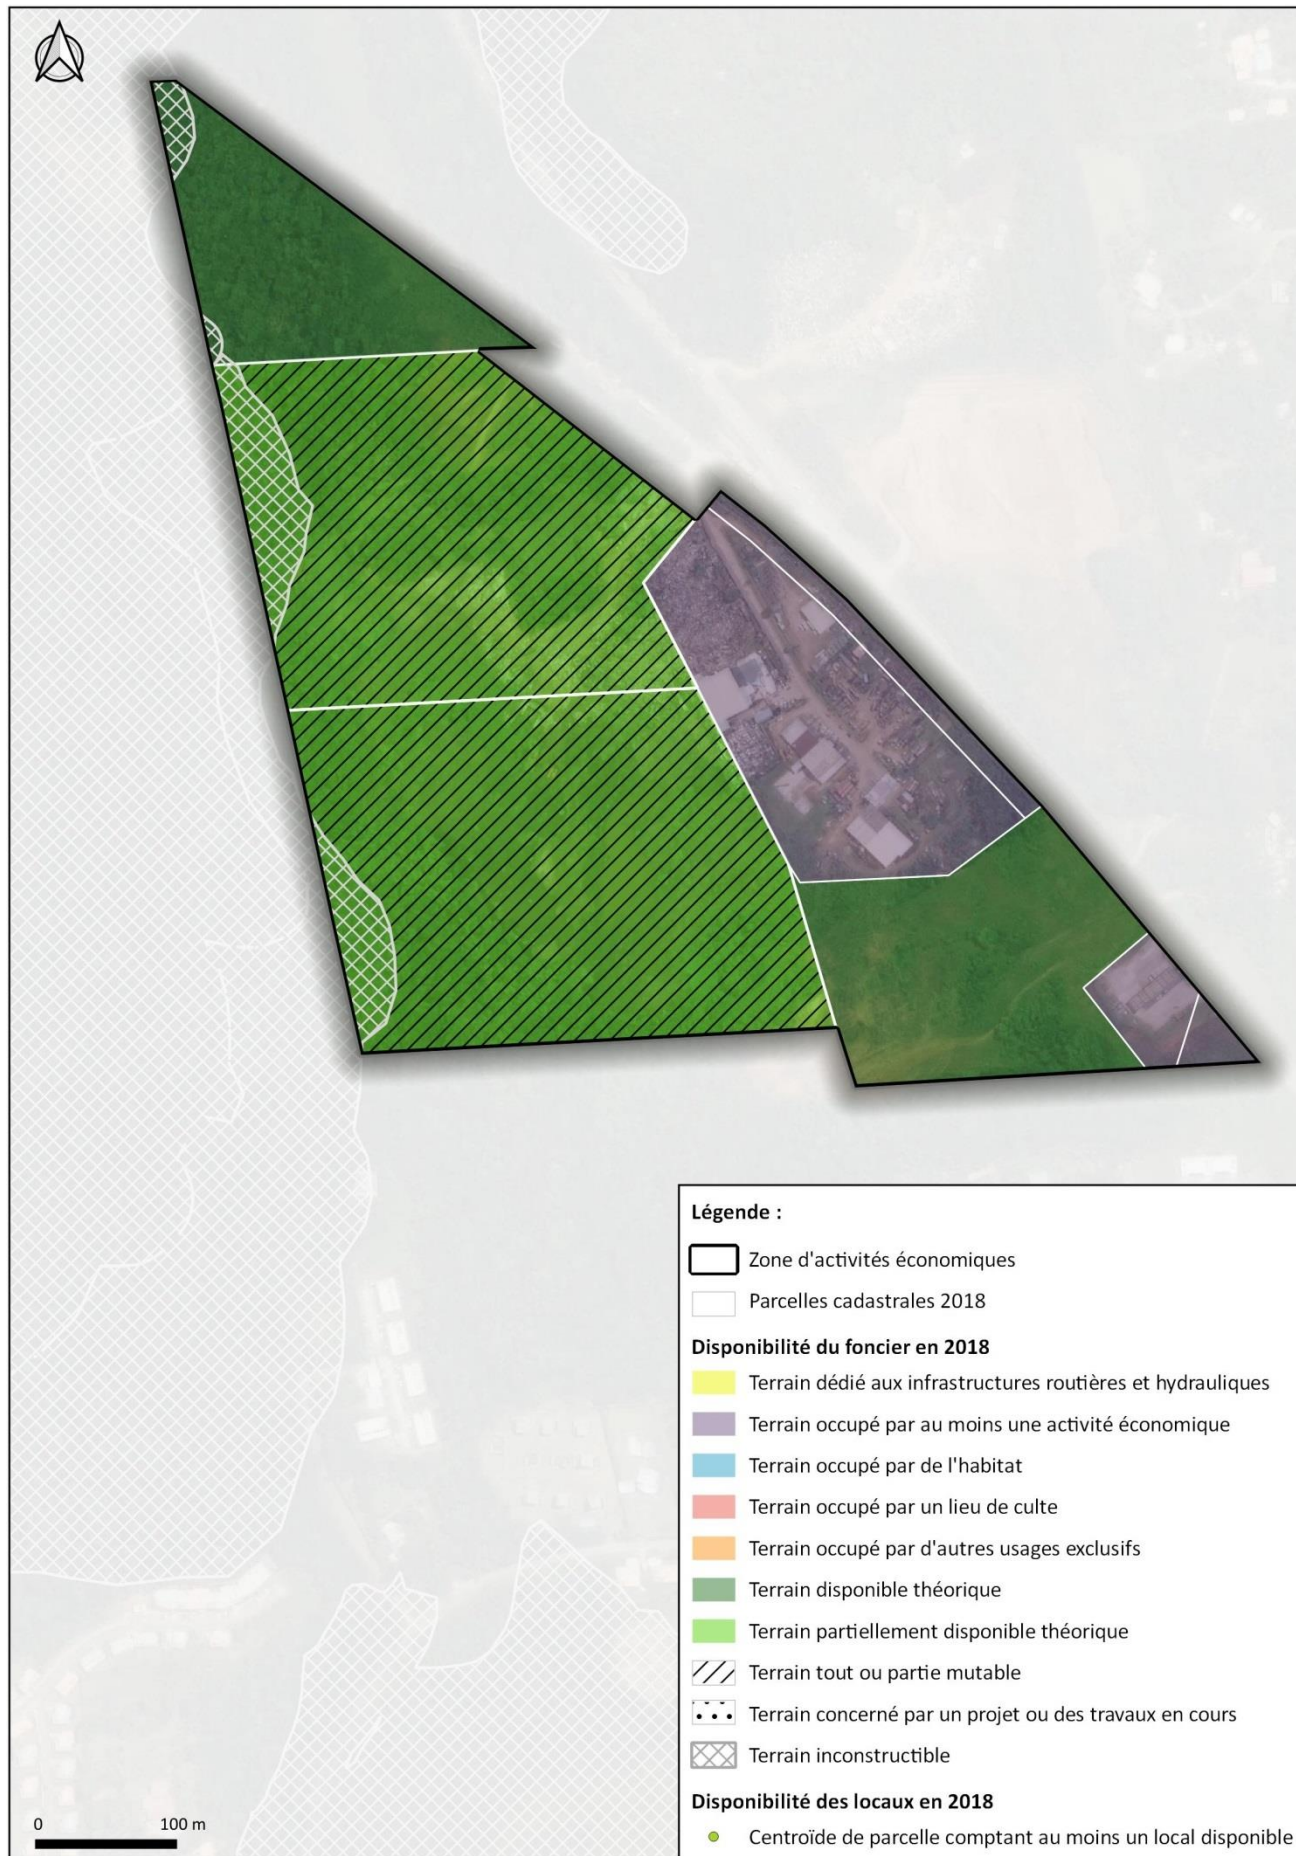 Légende :
Zone d'activités économiques
Parcelles cadastrales 2018
Disponibilité du foncier en 2018
Terrain dédié aux infrastructures routières et hydrauliques
Terrain occupé par au moins une activité économique
Terrain occupé par de l'habitat
Terrain occupé par un lieu de culte
Terrain occupé par d'autres usages exclusifs
Terrain disponible théorique
Terrain partiellement disponible théorique
Terrain tout ou partie mutable
Terrain concerné par un projet ou des travaux en cours
Terrain inconstructible
Disponibilité des locaux en 2018
Centroïde de parcelle comptant au moins un local disponible
0 100 m